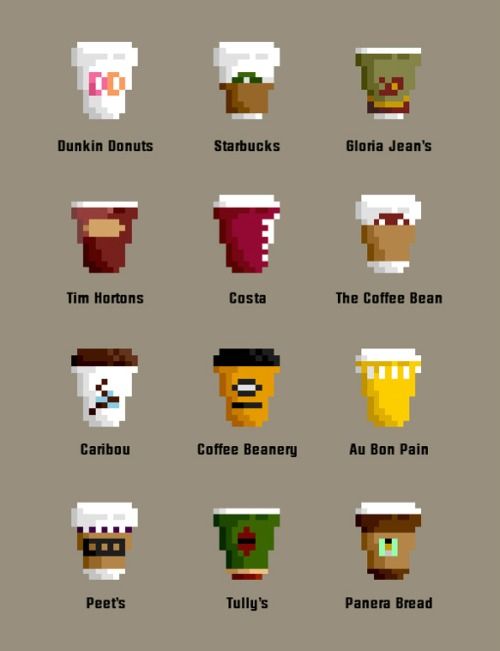 Dunkin Donuts
Starbucks
Gloria Jean's
Tim Hortons
Costa
The Coffee Bean
Caribou
Coffee Beanery
Au Bon Pain
Peet's
Tully's
Panera Bread